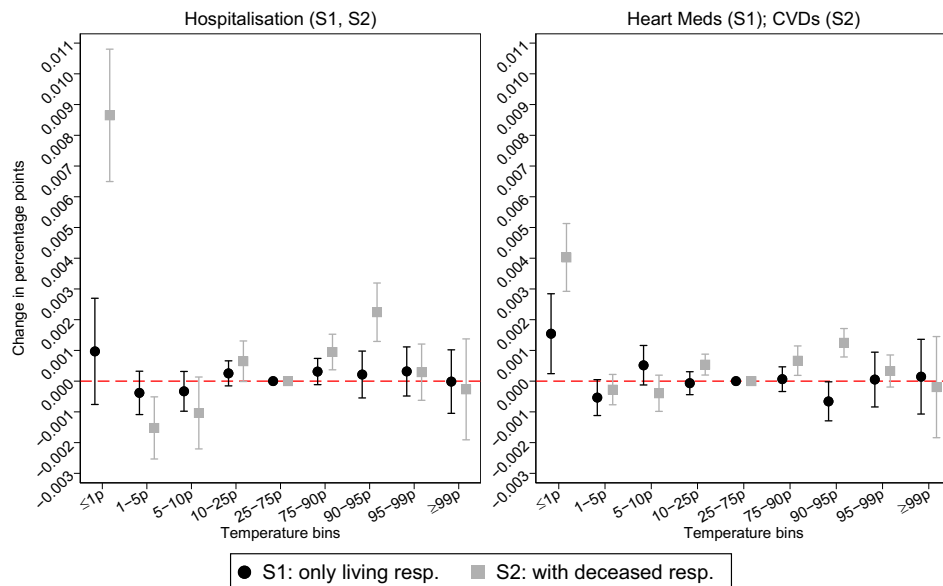 Hospitalisation (S1, S2)
Heart Meds (S1); CVDs (S2)
Change in percentage points
0.011
0.010
0.009
0.008
0.007
0.006
0.005
0.004
0.003
0.002
0.001
0.000
−0.001
−0.002
−0.003
0.011
0.010
0.009
0.008
0.007
0.006
0.005
0.004
0.003
0.002
0.001
0.000
−0.001
−0.002
−0.003
≤1p
1−5p
5−10p
10−25p
25−75p
75−90p
90−95p
95−99p
≥99p
≤1p
1−5p
5−10p
10−25p
25−75p
75−90p
90−95p
95−99p
≥99p
Temperature bins
Temperature bins
S1: only living resp. S2: with deceased resp.